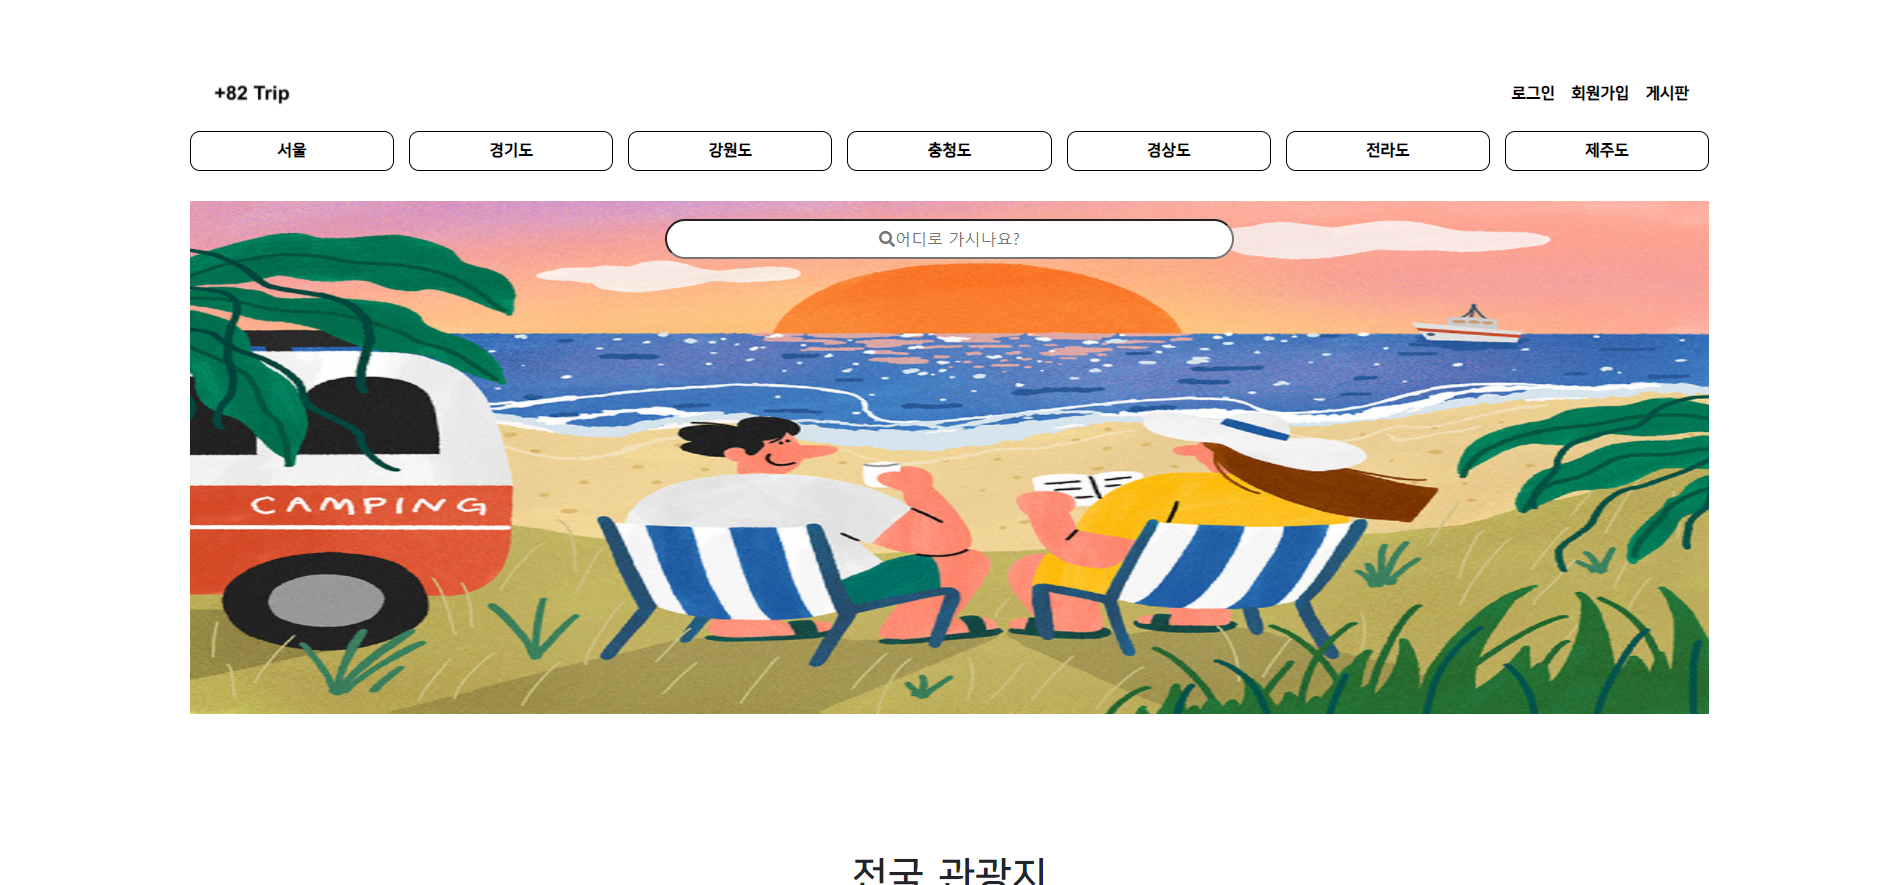 +82 Trip
로그인 회원가입 게시판
서울 경기도 강원도 충청도 경상도 전라도 제주도
어디로 가시나요?
CAMPING
전국 관광지